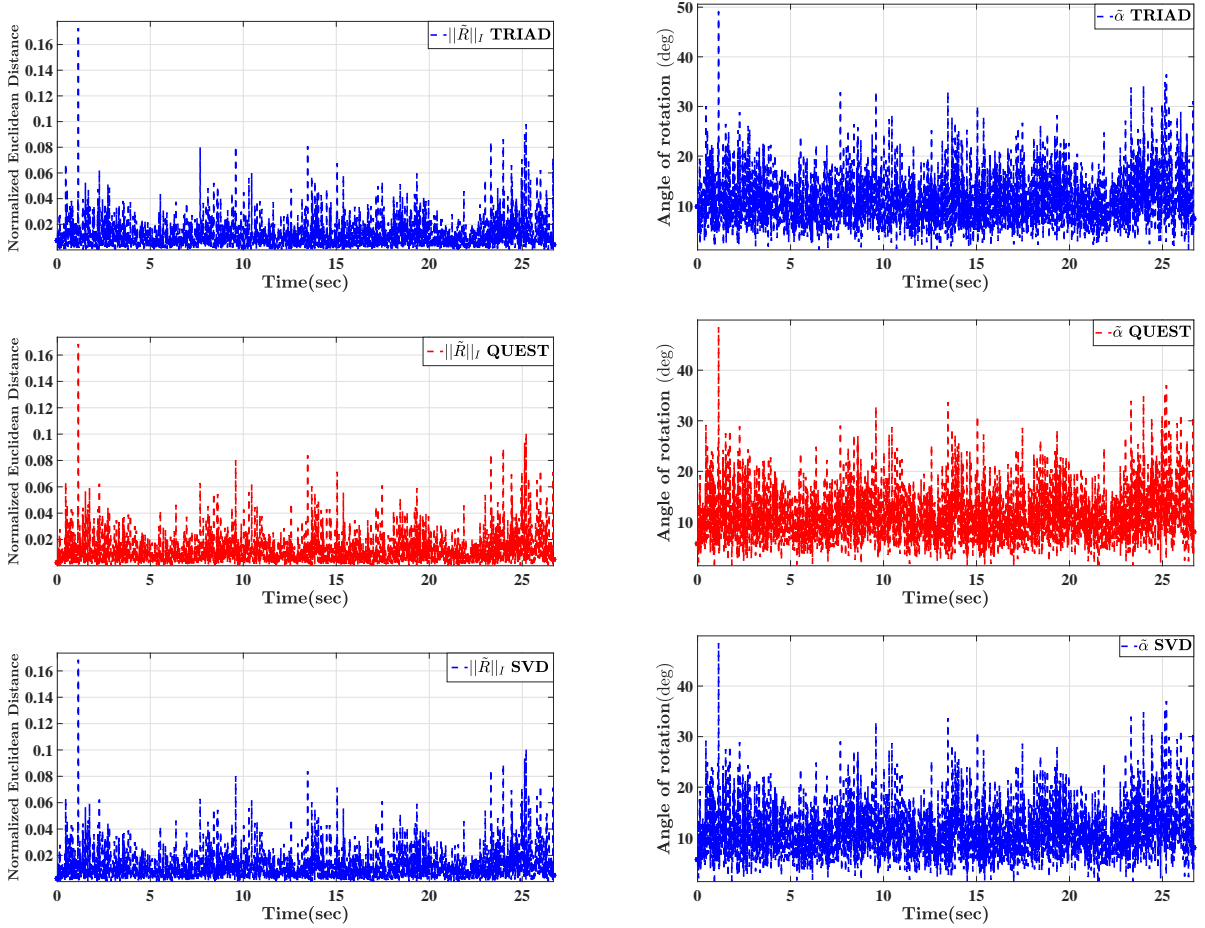 Normalized Euclidean Distance
0.16
0.14
0.12
0.1
0.08
0.06
0.04
0.02
||R̃||_I TRIAD
0 5 10 15 20 25
Time(sec)
Angle of rotation (deg)
50
40
30
20
10
α̃ TRIAD
0 5 10 15 20 25
Time(sec)
Normalized Euclidean Distance
0.16
0.14
0.12
0.1
0.08
0.06
0.04
0.02
||R̃||_I QUEST
0 5 10 15 20 25
Time(sec)
Angle of rotation (deg)
40
30
20
10
α̃ QUEST
0 5 10 15 20 25
Time(sec)
Normalized Euclidean Distance
0.16
0.14
0.12
0.1
0.08
0.06
0.04
0.02
||R̃||_I SVD
0 5 10 15 20 25
Time(sec)
Angle of rotation(deg)
40
30
20
10
α̃ SVD
0 5 10 15 20 25
Time(sec)